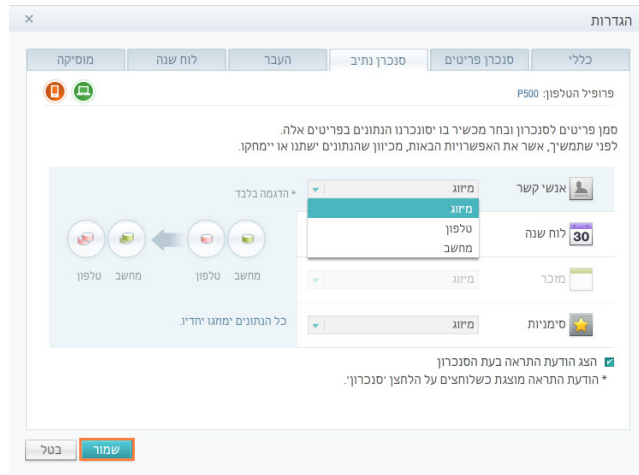 הגדרות
כללי
סנכרן פריטים
סנכרן נתיב
העבר
לוח שנה
מוסיקה
פרופיל הטלפון: P500
סמן פריטים לסנכרון ובחר מכשיר בו יסונכרנו הנתונים בפריטים אלה.
לפני שתמשיך, אשר את האפשרויות הבאות, מכיוון שהנתונים ישתנו או יימחקו.
אנשי קשר
מיזוג
* הדגמה בלבד
מיזוג
טלפון
מחשב
לוח שנה
30
מחשב טלפון
מחשב טלפון
מזכר
מיזוג
סימניות
מיזוג
כל הנתונים ימוזגו יחדיו.
הצג הודעת התראה בעת הסנכרון
* הודעת התראה מוצגת כשלוחצים על הלחצן 'סנכרון'.
שמור
בטל